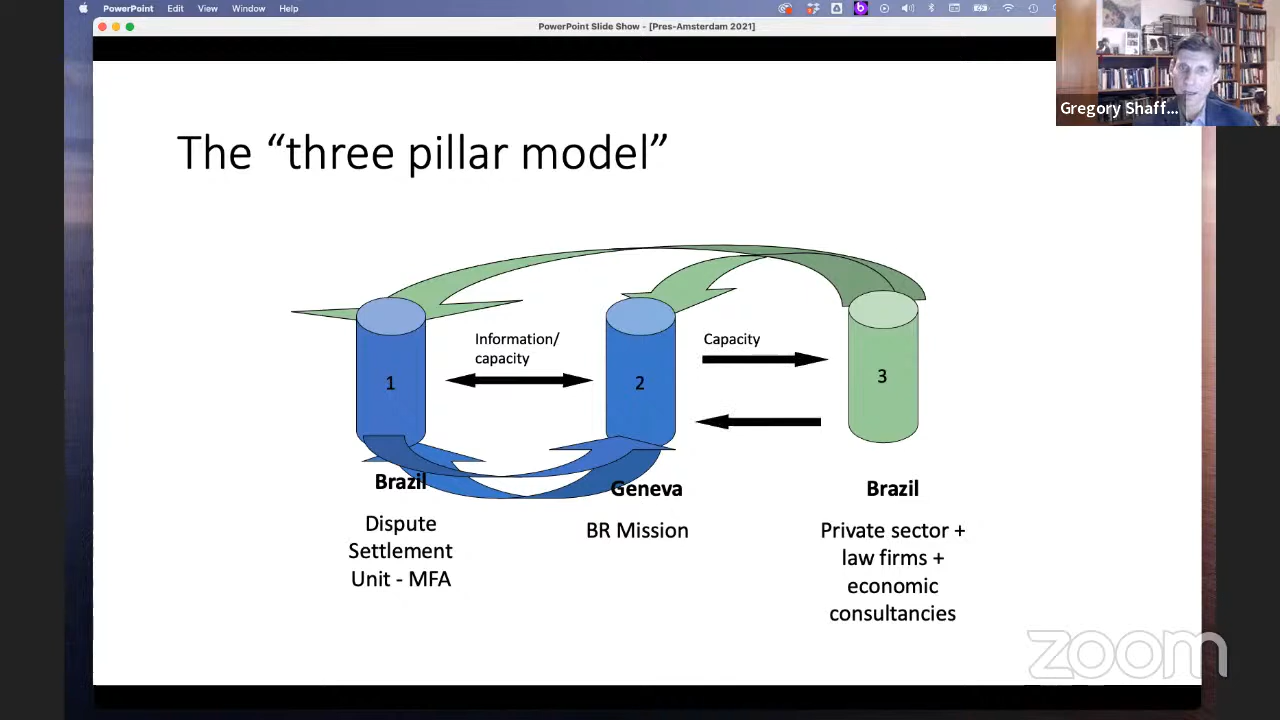 PowerPoint Edit View Window Help
PowerPoint Slide Show - [Pres-Amsterdam 2021]
Gregory Shaff...
The “three pillar model”
Information/
capacity
Capacity
1
2
3
Brazil
Geneva
Brazil
Dispute
Settlement
Unit - MFA
BR Mission
Private sector +
law firms +
economic
consultancies
zoom